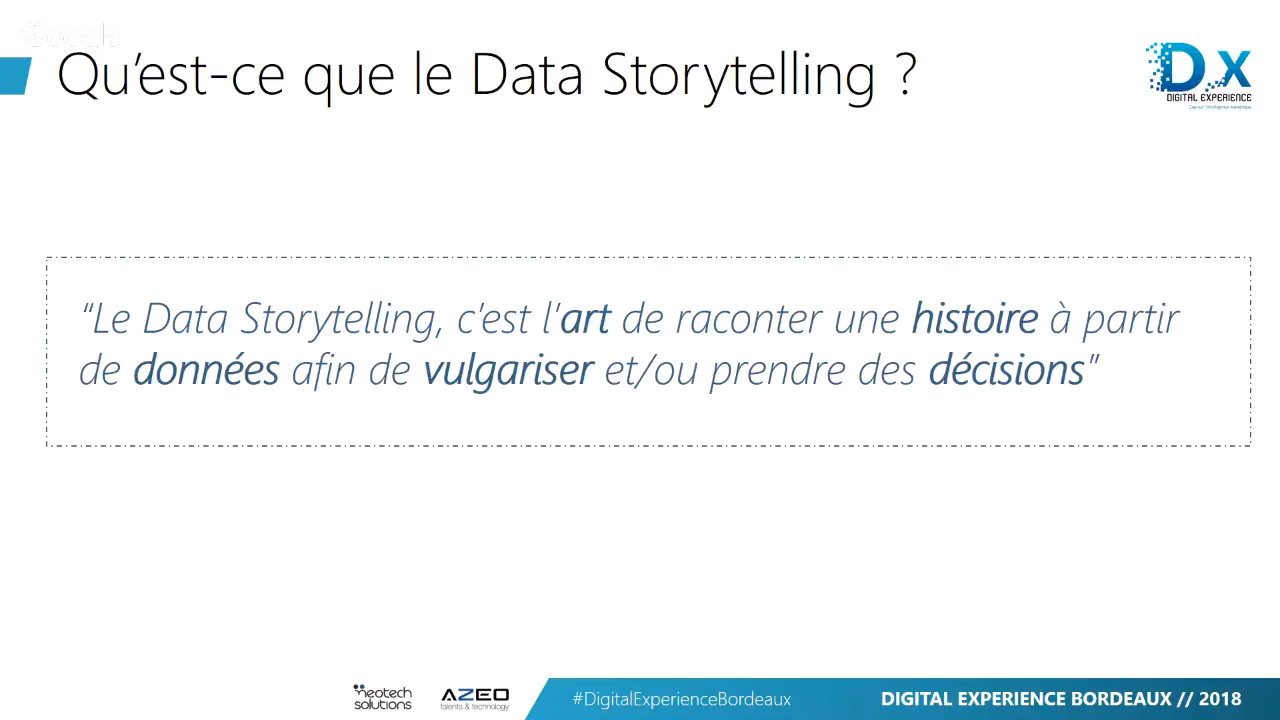 Google
Qu’est-ce que le Data Storytelling ?
D.X
DIGITAL EXPERIENCE
“Le Data Storytelling, c'est l'art de raconter une histoire à partir
de données afin de vulgariser et/ou prendre des décisions”
neotech
solutions
AZEO
talents & technology
#DigitalExperienceBordeaux
DIGITAL EXPERIENCE BORDEAUX // 2018